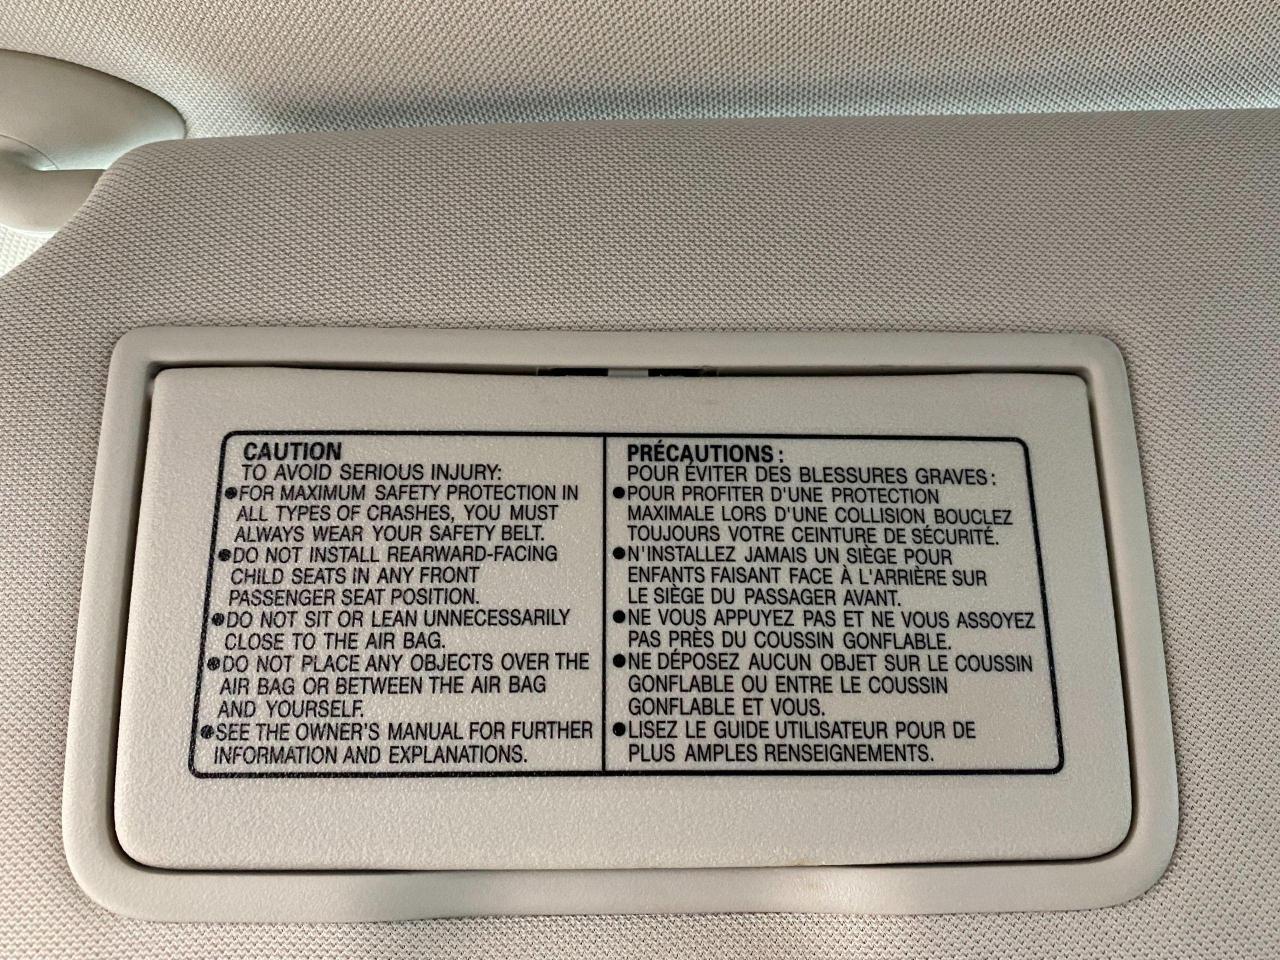 CAUTION
TO AVOID SERIOUS INJURY:
●FOR MAXIMUM SAFETY PROTECTION IN
ALL TYPES OF CRASHES, YOU MUST
ALWAYS WEAR YOUR SAFETY BELT.
●DO NOT INSTALL REARWARD-FACING
CHILD SEATS IN ANY FRONT
PASSENGER SEAT POSITION.
●DO NOT SIT OR LEAN UNNECESSARILY
CLOSE TO THE AIR BAG.
●DO NOT PLACE ANY OBJECTS OVER THE
AIR BAG OR BETWEEN THE AIR BAG
AND YOURSELF.
●SEE THE OWNER'S MANUAL FOR FURTHER
INFORMATION AND EXPLANATIONS.
PRÉCAUTIONS :
POUR ÉVITER DES BLESSURES GRAVES :
●POUR PROFITER D'UNE PROTECTION
MAXIMALE LORS D'UNE COLLISION BOUCLEZ
TOUJOURS VOTRE CEINTURE DE SÉCURITÉ.
●N'INSTALLEZ JAMAIS UN SIÈGE POUR
ENFANTS FAISANT FACE À L'ARRIÈRE SUR
LE SIÈGE DU PASSAGER AVANT.
●NE VOUS APPUYEZ PAS ET NE VOUS ASSOYEZ
PAS PRÈS DU COUSSIN GONFLABLE.
●NE DÉPOSEZ AUCUN OBJET SUR LE COUSSIN
GONFLABLE OU ENTRE LE COUSSIN
GONFLABLE ET VOUS.
●LISEZ LE GUIDE UTILISATEUR POUR DE
PLUS AMPLES RENSEIGNEMENTS.